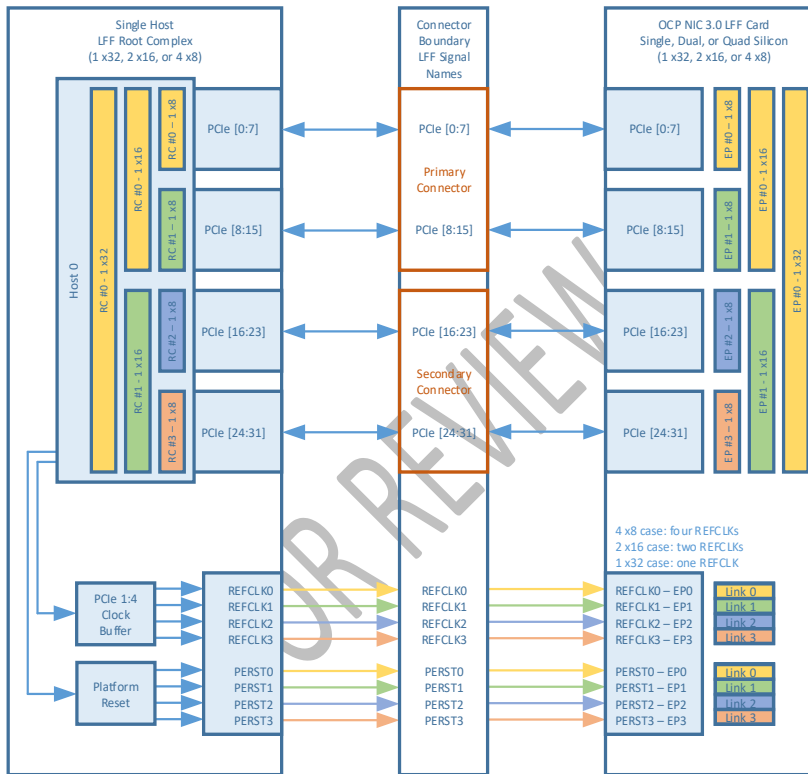 Single Host
LFF Root Complex
(1 x32, 2 x16, or 4 x8)
Connector
Boundary
LFF Signal
Names
OCP NIC 3.0 LFF Card
Single, Dual, or Quad Silicon
(1 x32, 2 x16, or 4 x8)
Host 0
RC #0 - 1 x32
RC #0 - 1 x16
RC #1 - 1 x16
RC #0 – 1 x8
RC #1 – 1 x8
RC #2 – 1 x8
RC #3 – 1 x8
PCIe [0:7]
PCIe [8:15]
PCIe [16:23]
PCIe [24:31]
PCIe [0:7]
Primary
Connector
PCIe [8:15]
PCIe [16:23]
Secondary
Connector
PCIe [24:31]
PCIe [0:7]
PCIe [8:15]
PCIe [16:23]
PCIe [24:31]
EP #0 – 1 x8
EP #1 – 1 x8
EP #2 – 1 x8
EP #3 – 1 x8
EP #0 - 1 x16
EP #1 - 1 x16
EP #0 - 1 x32
4 x8 case: four REFCLKs
2 x16 case: two REFCLKs
1 x32 case: one REFCLK
PCIe 1:4
Clock
Buffer
Platform
Reset
REFCLK0
REFCLK1
REFCLK2
REFCLK3
PERST0
PERST1
PERST2
PERST3
REFCLK0
REFCLK1
REFCLK2
REFCLK3
PERST0
PERST1
PERST2
PERST3
REFCLK0 – EP0
REFCLK1 – EP1
REFCLK2 – EP2
REFCLK3 – EP3
PERST0 – EP0
PERST1 – EP1
PERST2 – EP2
PERST3 – EP3
Link 0
Link 1
Link 2
Link 3
Link 0
Link 1
Link 2
Link 3
OR REVIEW